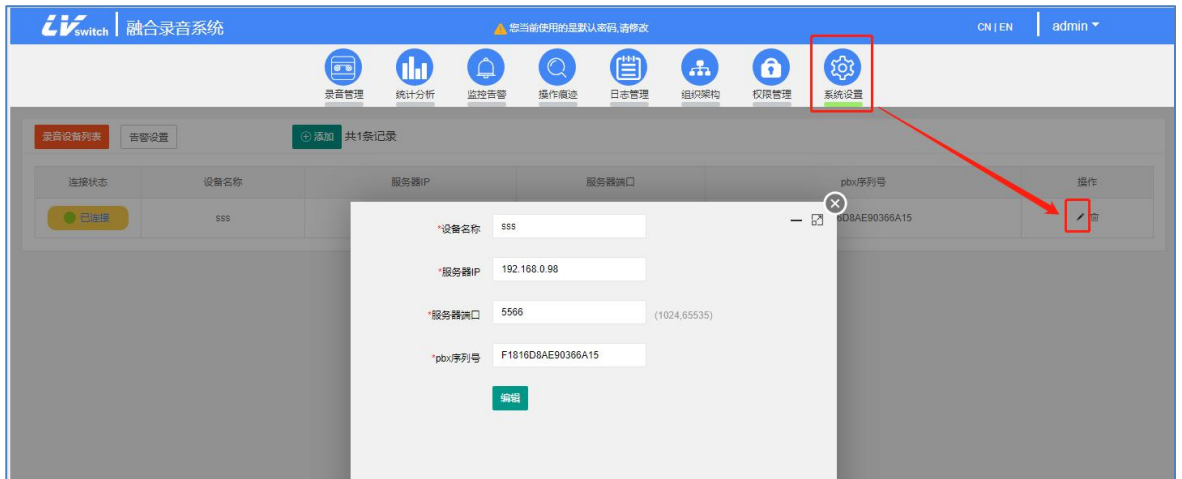 LVswitch 融合录音系统 您当前使用的是默认密码,请修改 CN | EN admin
录音管理 统计分析 监控告警 操作痕迹 日志管理 组织架构 权限管理 系统设置
录音设备列表 告警设置 添加 共1条记录
连接状态 设备名称 服务器IP 服务器端口 pbx序列号 操作
已连接 sss 6D8AE90366A15
*设备名称 sss
*服务器IP 192.168.0.98
*服务器端口 5566 (1024,65535)
*pbx序列号 F1816D8AE90366A15
编辑